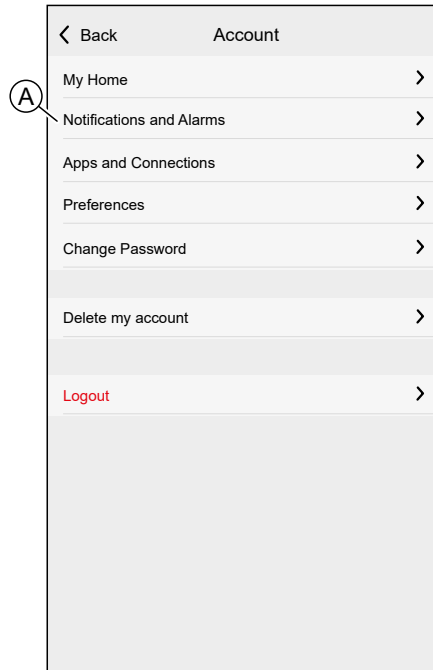 Back Account
My Home
A
Notifications and Alarms
Apps and Connections
Preferences
Change Password
Delete my account
Logout